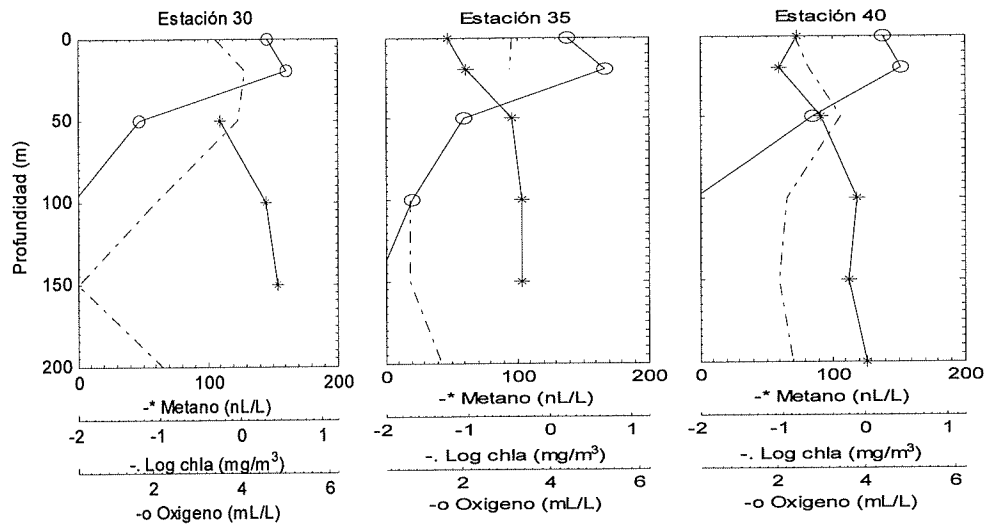 Estación 30
Estación 35
Estación 40
Profundidad (m)
0
50
100
150
200
0 100 200
0 100 200
0 100 200
-* Metano (nL/L)
-* Metano (nL/L)
-* Metano (nL/L)
-2 -1 0 1
-2 -1 0 1
-2 -1 0 1
-. Log chla (mg/m³)
-. Log chla (mg/m³)
-. Log chla (mg/m³)
2 4 6
2 4 6
2 4 6
-o Oxigeno (mL/L)
-o Oxigeno (mL/L)
-o Oxigeno (mL/L)